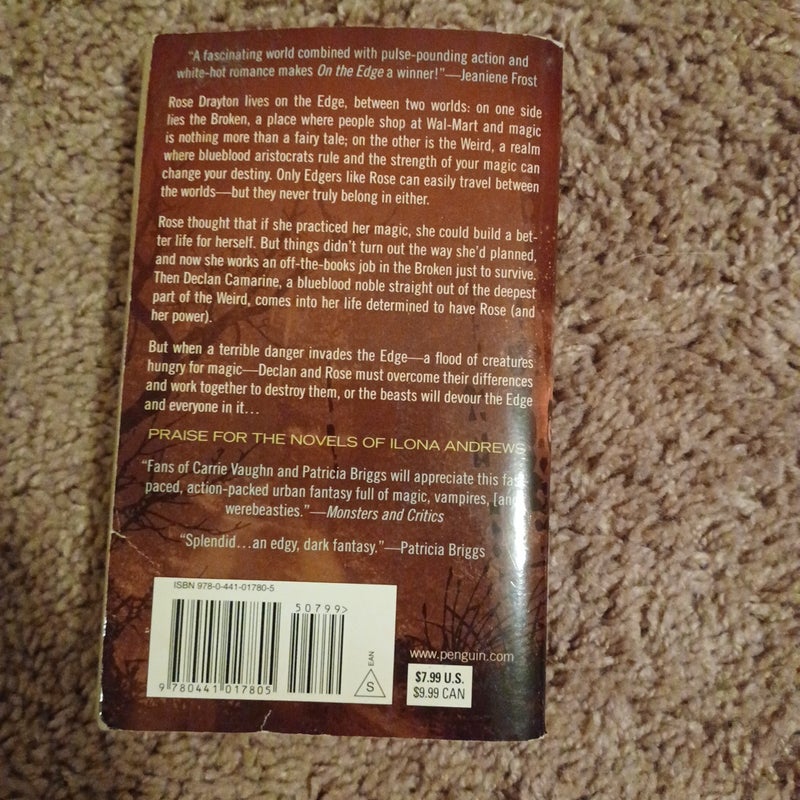 “A fascinating world combined with pulse-pounding action and
white-hot romance makes On the Edge a winner!”—Jeaniene Frost
Rose Drayton lives on the Edge, between two worlds: on one side
lies the Broken, a place where people shop at Wal-Mart and magic
is nothing more than a fairy tale; on the other is the Weird, a realm
where blueblood aristocrats rule and the strength of your magic can
change your destiny. Only Edgers like Rose can easily travel between
the worlds—but they never truly belong in either.
Rose thought that if she practiced her magic, she could build a bet-
ter life for herself. But things didn’t turn out the way she’d planned,
and now she works an off-the-books job in the Broken just to survive.
Then Declan Camarine, a blueblood noble straight out of the deepest
part of the Weird, comes into her life determined to have Rose (and
her power).
But when a terrible danger invades the Edge—a flood of creatures
hungry for magic—Declan and Rose must overcome their differences
and work together to destroy them, or the beasts will devour the Edge
and everyone in it…
PRAISE FOR THE NOVELS OF ILONA ANDREWS
“Fans of Carrie Vaughn and Patricia Briggs will appreciate this
paced, action-packed urban fantasy full of magic, vampires, [and
werebeasties.”—Monsters and Critics
“Splendid…an edgy, dark fantasy.”—Patricia Briggs
ISBN 978-0-441-01780-5
50799>
9 780441 017805
EAN
S
www.penguin.com
$7.99 U.S.
$9.99 CAN